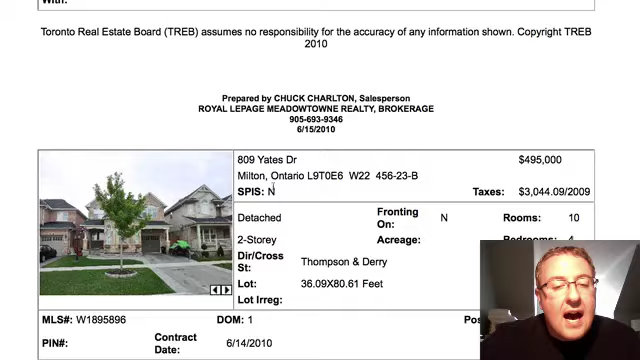 With:
Toronto Real Estate Board (TREB) assumes no responsibility for the accuracy of any information shown. Copyright TREB
2010
Prepared by CHUCK CHARLTON, Salesperson
ROYAL LEPAGE MEADOWTOWNE REALTY, BROKERAGE
905-693-9346
6/15/2010
809 Yates Dr $495,000
Milton, Ontario L9T0E6 W22 456-23-B
SPIS: N Taxes: $3,044.09/2009
Detached Fronting On: N Rooms: 10
2-Storey Acreage: Bedrooms: 4
Dir/Cross St: Thompson & Derry
Lot: 36.09X80.61 Feet
Lot Irreg:
MLS#: W1895896 DOM: 1
PIN#: Contract Date: 6/14/2010